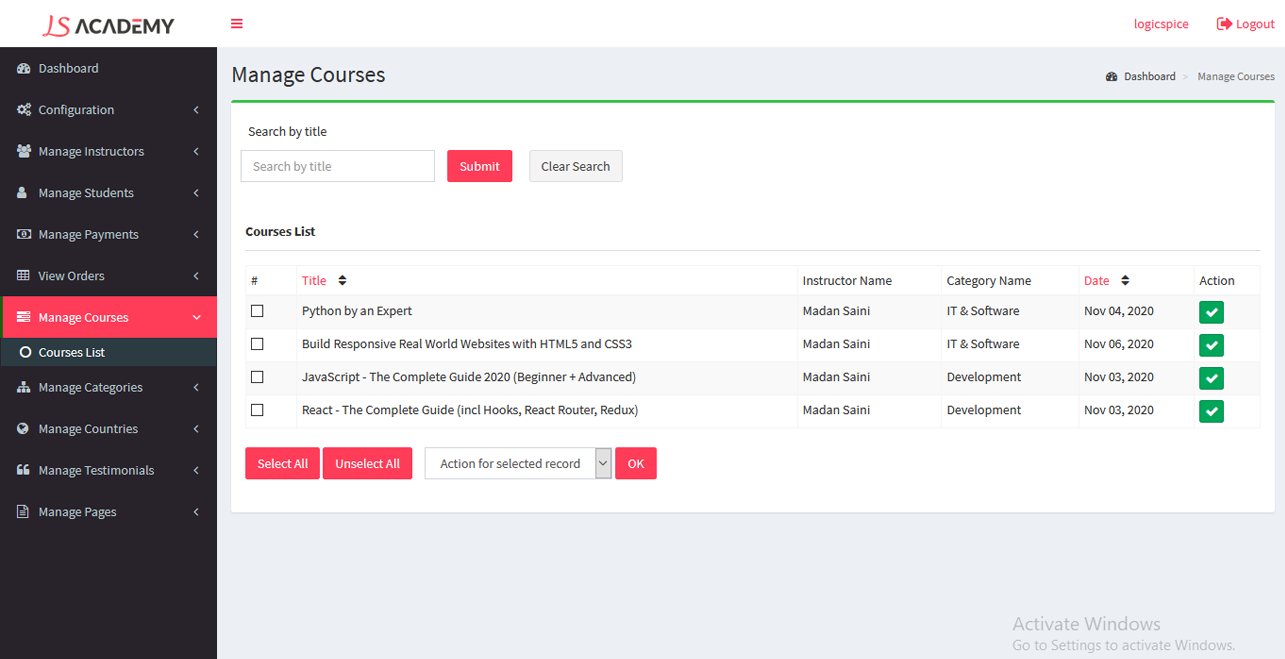 LS ACADEMY
logicspice
Logout
Dashboard
Configuration
Manage Instructors
Manage Students
Manage Payments
View Orders
Manage Courses
Courses List
Manage Categories
Manage Countries
Manage Testimonials
Manage Pages
Manage Courses
Dashboard > Manage Courses
Search by title
Search by title
Submit
Clear Search
Courses List
# Title Instructor Name Category Name Date Action
Python by an Expert Madan Saini IT & Software Nov 04, 2020
Build Responsive Real World Websites with HTML5 and CSS3 Madan Saini IT & Software Nov 06, 2020
JavaScript - The Complete Guide 2020 (Beginner + Advanced) Madan Saini Development Nov 03, 2020
React - The Complete Guide (incl Hooks, React Router, Redux) Madan Saini Development Nov 03, 2020
Select All Unselect All Action for selected record OK
Activate Windows
Go to Settings to activate Windows.